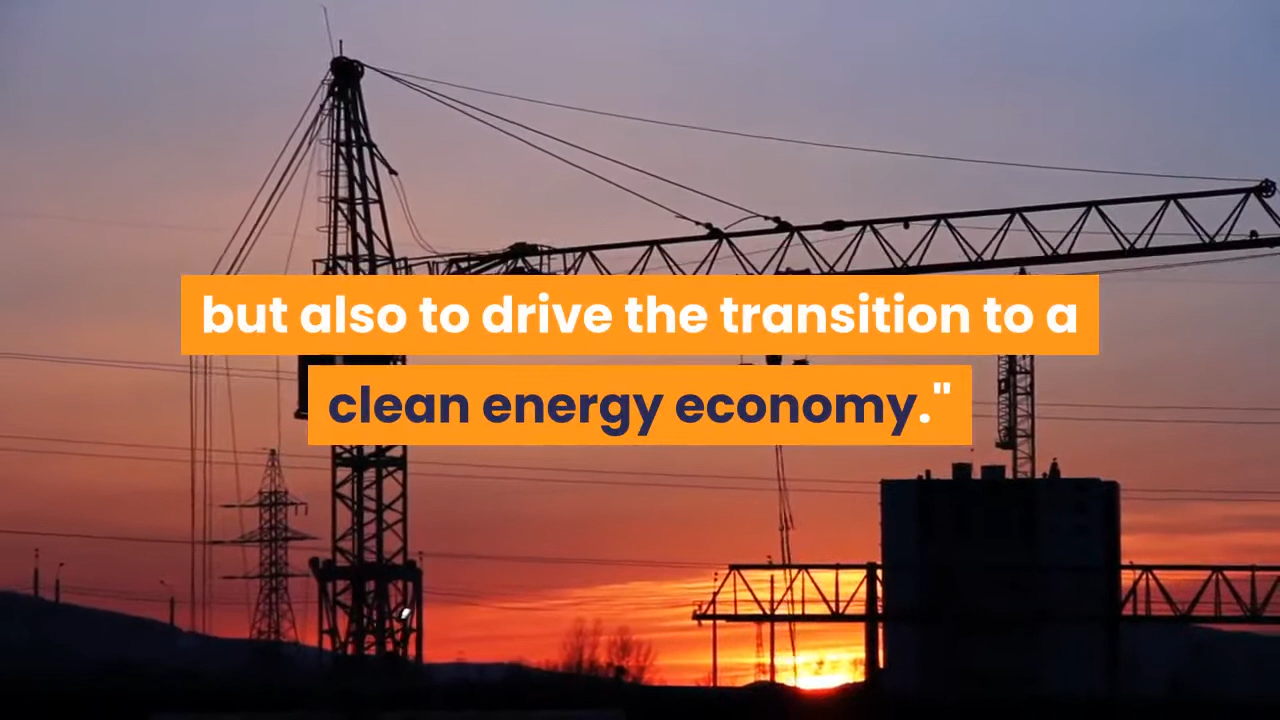 but also to drive the transition to a
clean energy economy."